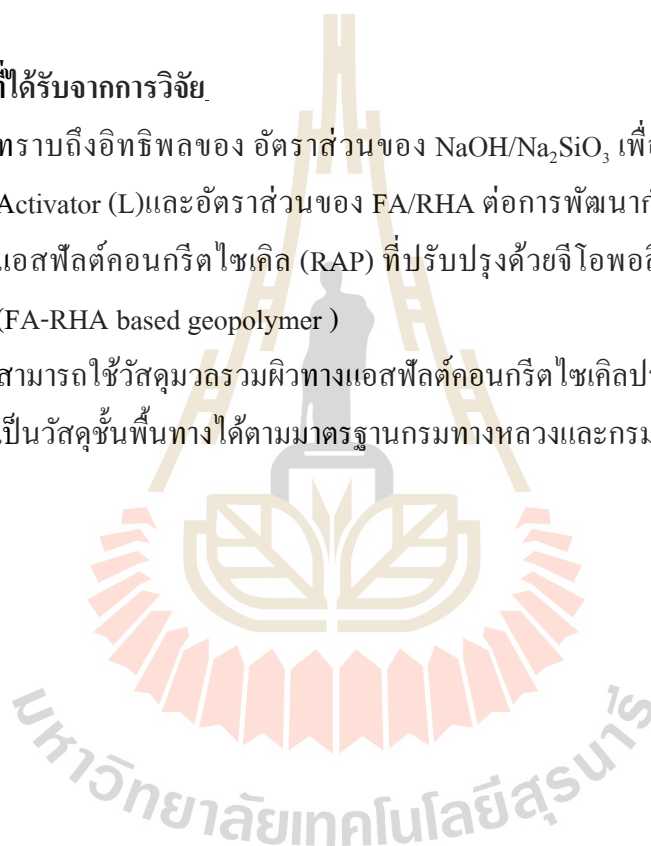 ที่ได้รับจากการวิจัย
ทราบถึงอิทธิพลของ อัตราส่วนของ NaOH/Na₂SiO₃
Activator (L)และอัตราส่วนของ FA/RHA ต่อการพัฒนา
แอสฟัลต์คอนกรีตไซเคิล (RAP) ที่ปรับปรุงด้วย
(FA-RHA based geopolymer )
สามารถใช้วัสดุมวลรวมผิวทางแอสฟัลต์คอนกรีตไซเคิล
เป็นวัสดุชั้นพื้นทางได้ตามมาตรฐานกรมทางหลวงและกรม
มหาวิทยาลัยเทคโนโลยีสุรนารี